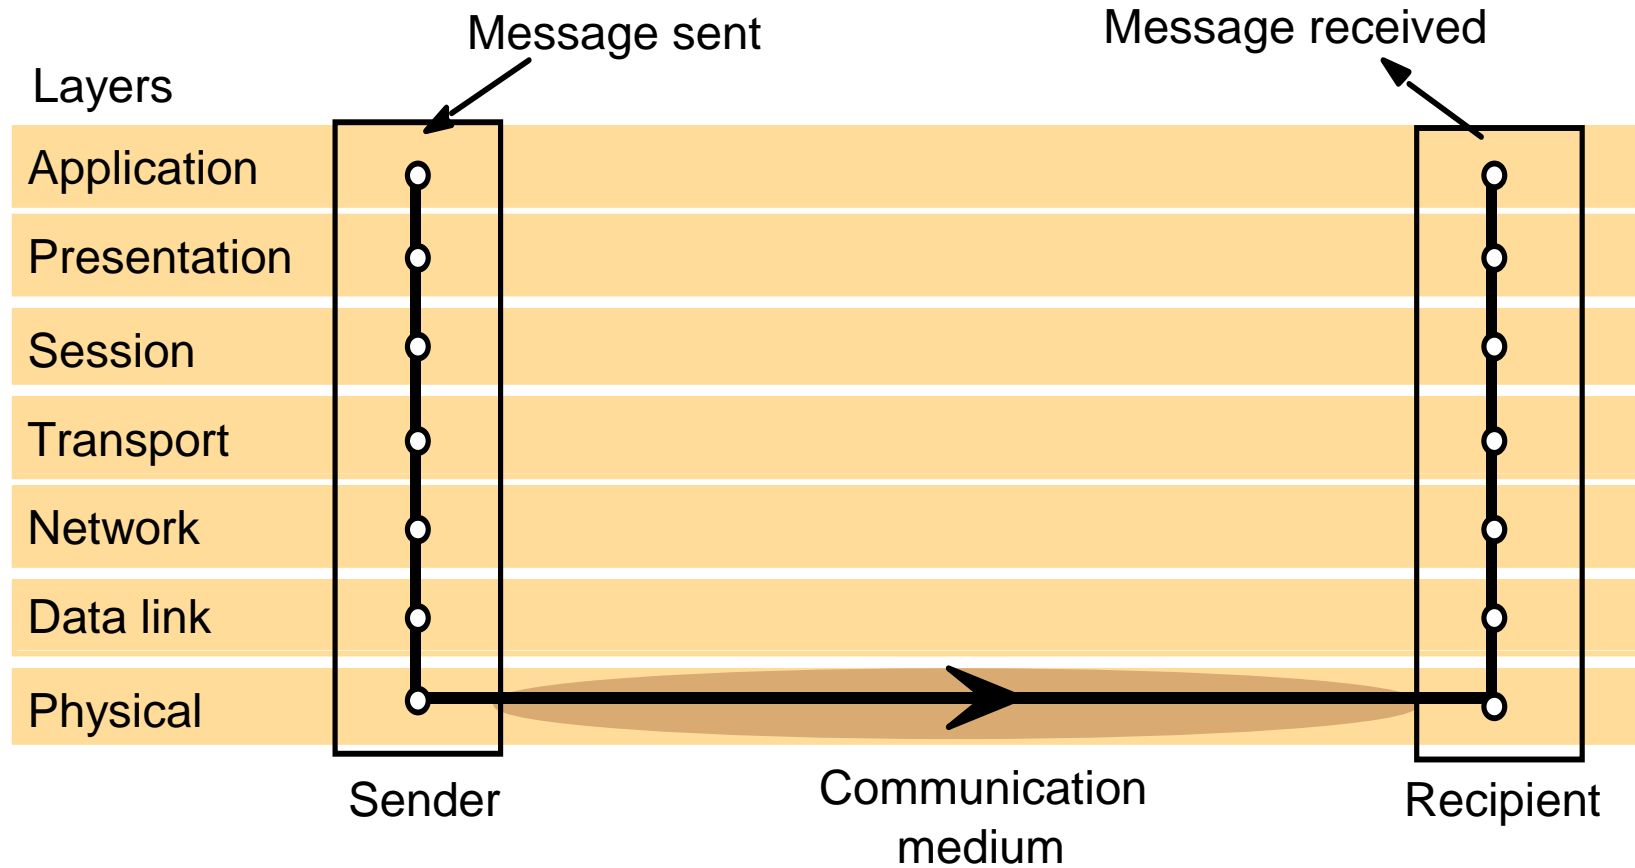 Message sent
Message received
Layers
Application
Presentation
Session
Transport
Network
Data link
Physical
Sender
Communication
medium
Recipient